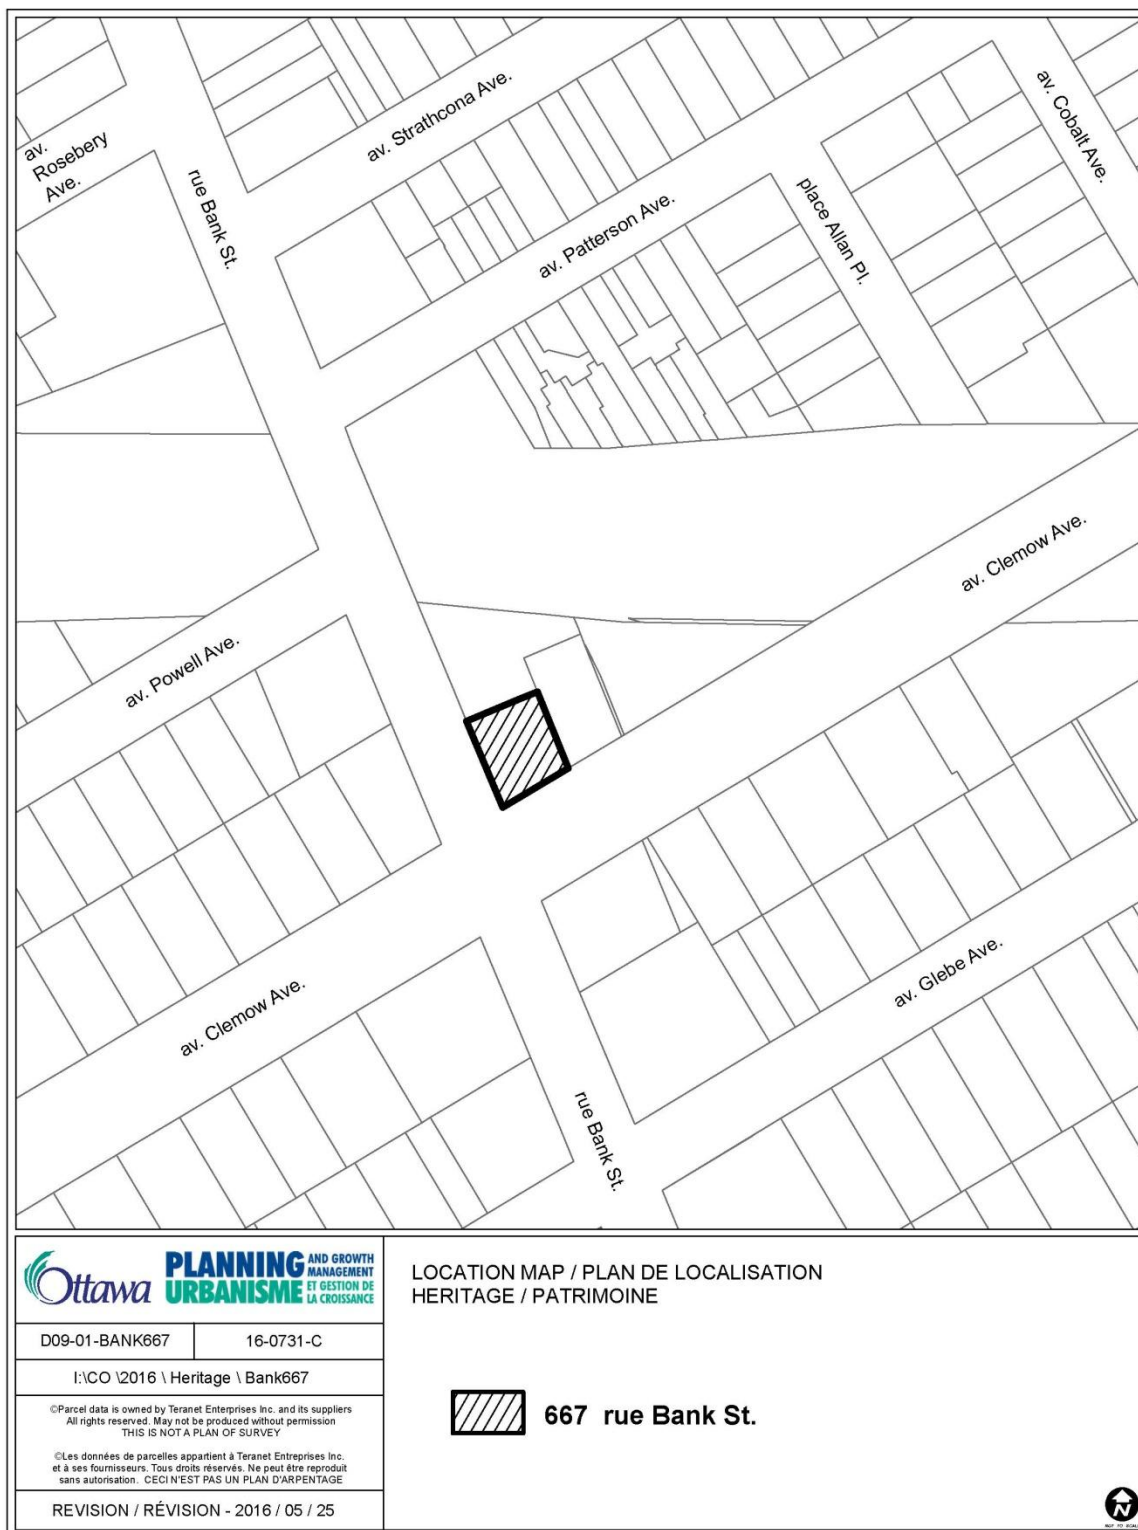 av. Strathcona Ave.
av. Cobalt Ave.
av.
Rosebery
Ave.
rue Bank St.
av. Patterson Ave.
place Allan Pl.
av. Clemow Ave.
av. Powell Ave.
av. Glebe Ave.
av. Clemow Ave.
rue Bank St.
Ottawa
PLANNING AND GROWTH MANAGEMENT
URBANISME ET GESTION DE LA CROISSANCE
LOCATION MAP / PLAN DE LOCALISATION
HERITAGE / PATRIMOINE
D09-01-BANK667 16-0731-C
I:\CO \2016 \ Heritage \ Bank667
©Parcel data is owned by Teranet Enterprises Inc. and its suppliers
All rights reserved. May not be produced without permission
THIS IS NOT A PLAN OF SURVEY
©Les données de parcelles appartient à Teranet Entreprises Inc.
et à ses fournisseurs. Tous droits réservés. Ne peut être reproduit
sans autorisation. CECI N'EST PAS UN PLAN D'ARPENTAGE
REVISION / RÉVISION - 2016 / 05 / 25
667 rue Bank St.
N
NOT TO SCALE